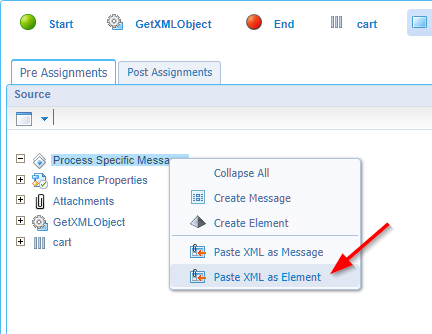 Start GetXMLObject End cart
Pre Assignments Post Assignments
Source
Process Specific Messa
Instance Properties
Attachments
GetXMLObject
cart
Collapse All
Create Message
Create Element
Paste XML as Message
Paste XML as Element